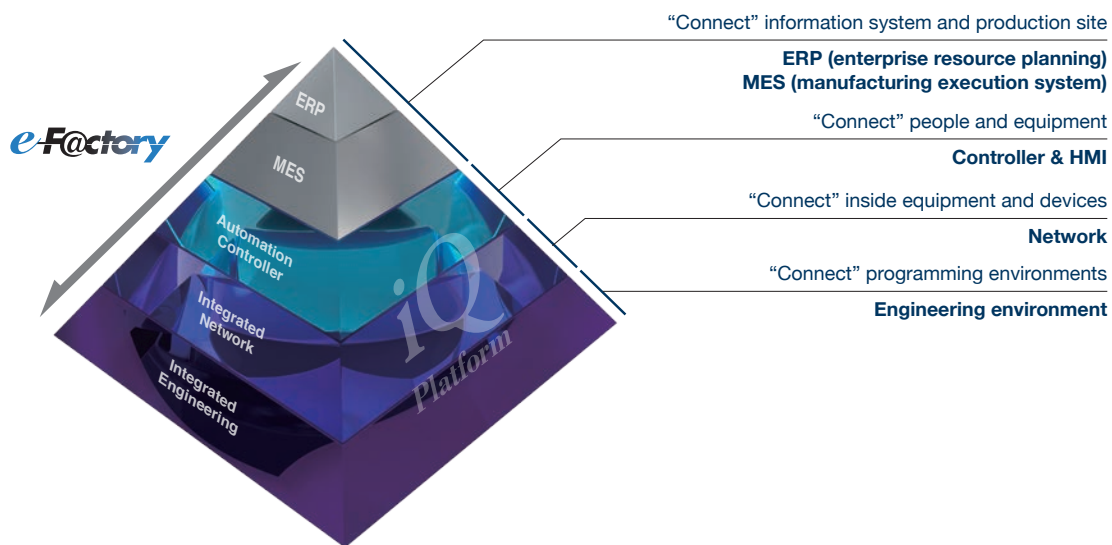 “Connect” information system and production site
ERP (enterprise resource planning)
MES (manufacturing execution system)
“Connect” people and equipment
Controller & HMI
“Connect” inside equipment and devices
Network
“Connect” programming environments
Engineering environment
e-F@ctory
ERP
MES
Automation
Controller
Integrated
Network
Integrated
Engineering
iQ
Platform